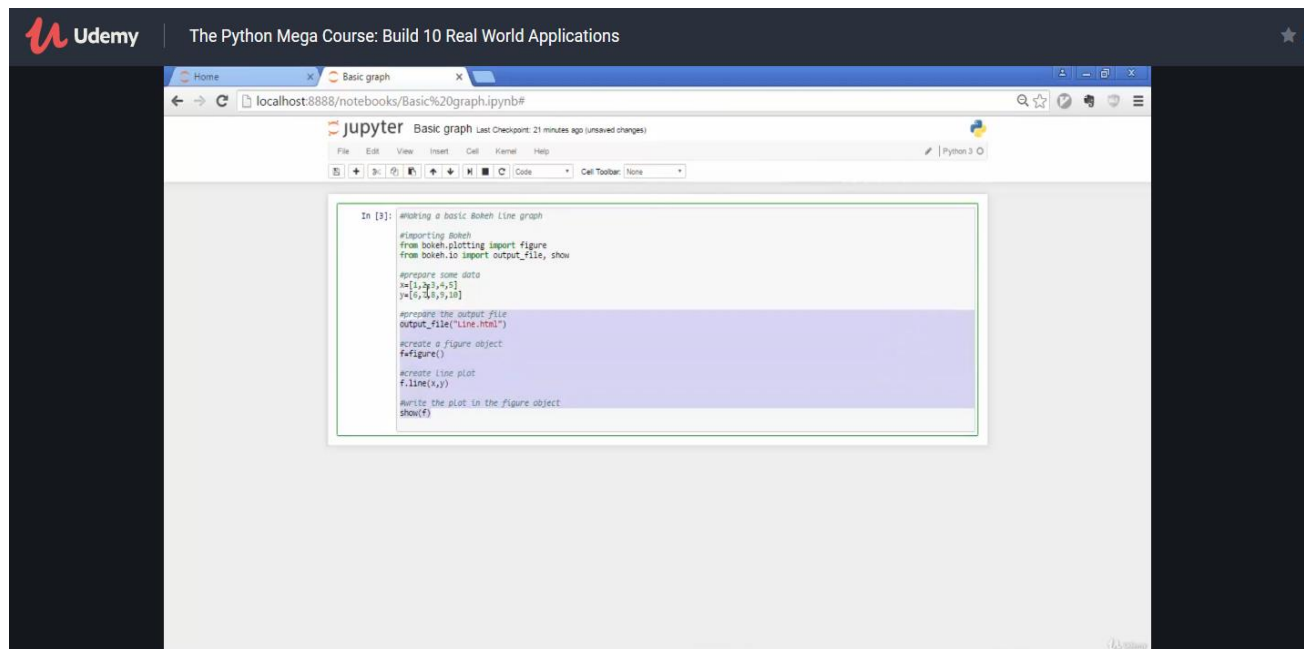 Udemy
The Python Mega Course: Build 10 Real World Applications
Home
Basic graph
localhost:8888/notebooks/Basic%20graph.ipynb#
jupyter Basic graph Last Checkpoint: 21 minutes ago (unsaved changes)
File Edit View Insert Cell Kernel Help
Python 3
Code
Cell Toolbar: None
In [3]: #Making a basic Bokeh line graph
#importing Bokeh
from bokeh.plotting import figure
from bokeh.io import output_file, show
#prepare some data
x=[1,2,3,4,5]
y=[6,7,8,9,10]
#prepare the output file
output_file("Line.html")
#create a figure object
f=figure()
#create line plot
f.line(x,y)
#write the plot in the figure object
show(f)
Udemy